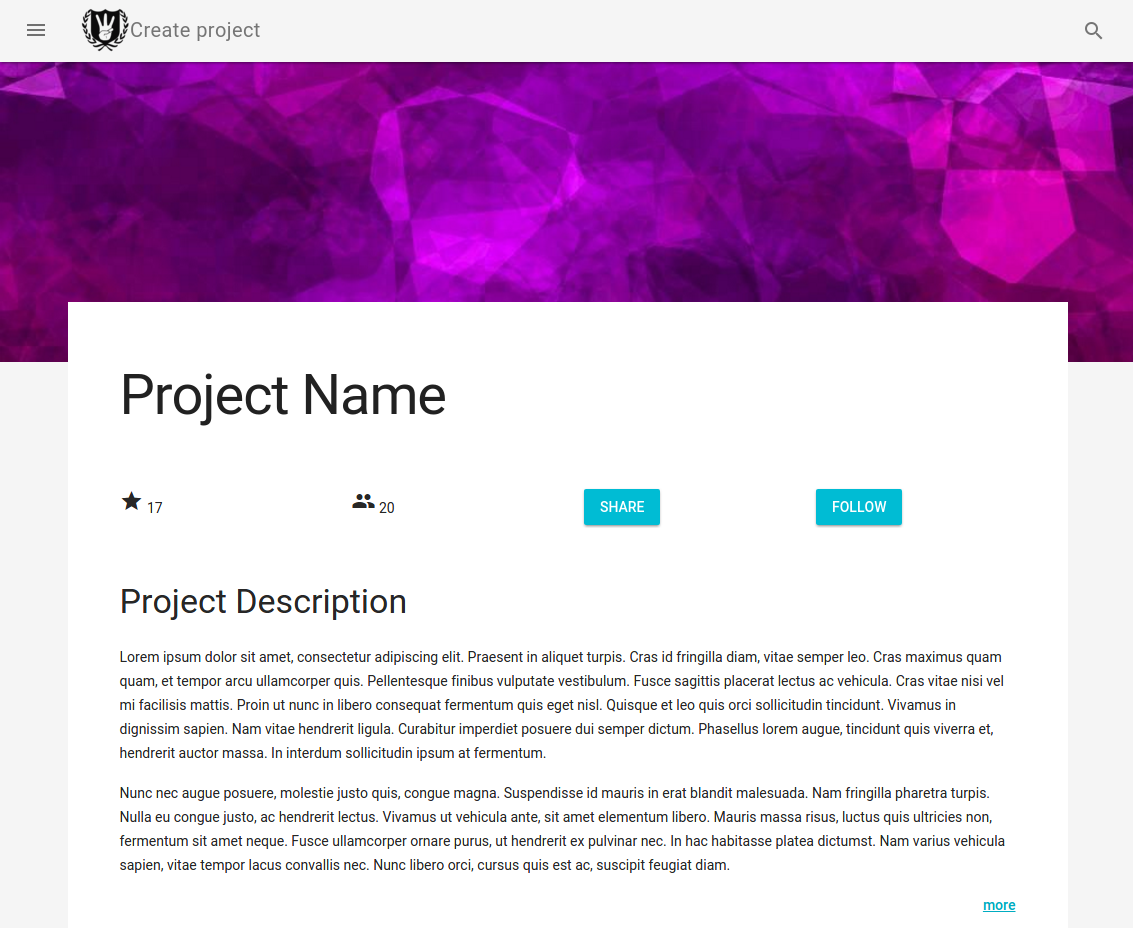 Create project
Project Name
17
20
SHARE
FOLLOW
Project Description
Lorem ipsum dolor sit amet, consectetur adipiscing elit. Praesent in aliquet turpis. Cras id fringilla diam, vitae semper leo. Cras maximus quam
quam, et tempor arcu ullamcorper quis. Pellentesque finibus vulputate vestibulum. Fusce sagittis placerat lectus ac vehicula. Cras vitae nisi vel
mi facilisis mattis. Proin ut nunc in libero consequat fermentum quis eget nisl. Quisque et leo quis orci sollicitudin tincidunt. Vivamus in
dignissim sapien. Nam vitae hendrerit ligula. Curabitur imperdiet posuere dui semper dictum. Phasellus lorem augue, tincidunt quis viverra et,
hendrerit auctor massa. In interdum sollicitudin ipsum at fermentum.
Nunc nec augue posuere, molestie justo quis, congue magna. Suspendisse id mauris in erat blandit malesuada. Nam fringilla pharetra turpis.
Nulla eu congue justo, ac hendrerit lectus. Vivamus ut vehicula ante, sit amet elementum libero. Mauris massa risus, luctus quis ultricies non,
fermentum sit amet neque. Fusce ullamcorper ornare purus, ut hendrerit ex pulvinar nec. In hac habitasse platea dictumst. Nam varius vehicula
sapien, vitae tempor lacus convallis nec. Nunc libero orci, cursus quis est ac, suscipit feugiat diam.
more